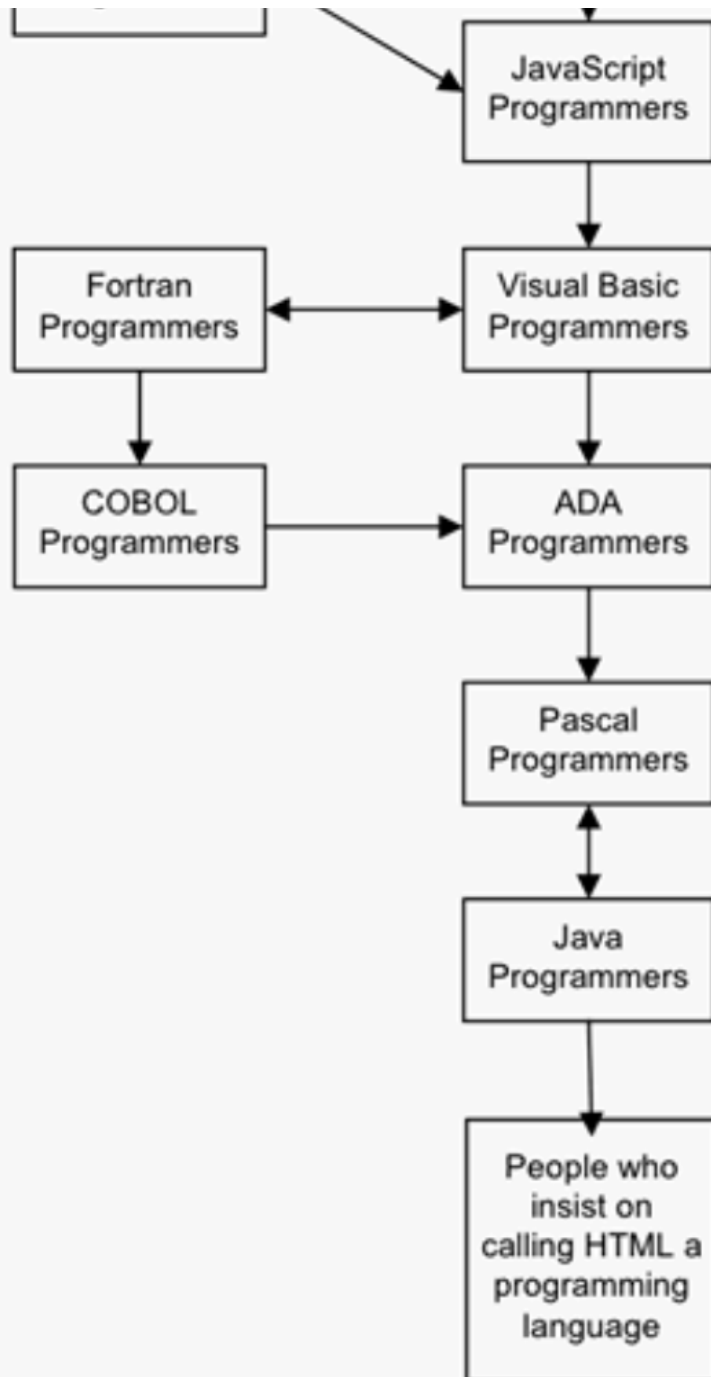 JavaScript
Programmers
Fortran
Programmers
Visual Basic
Programmers
COBOL
Programmers
ADA
Programmers
Pascal
Programmers
Java
Programmers
People who
insist on
calling HTML a
programming
language